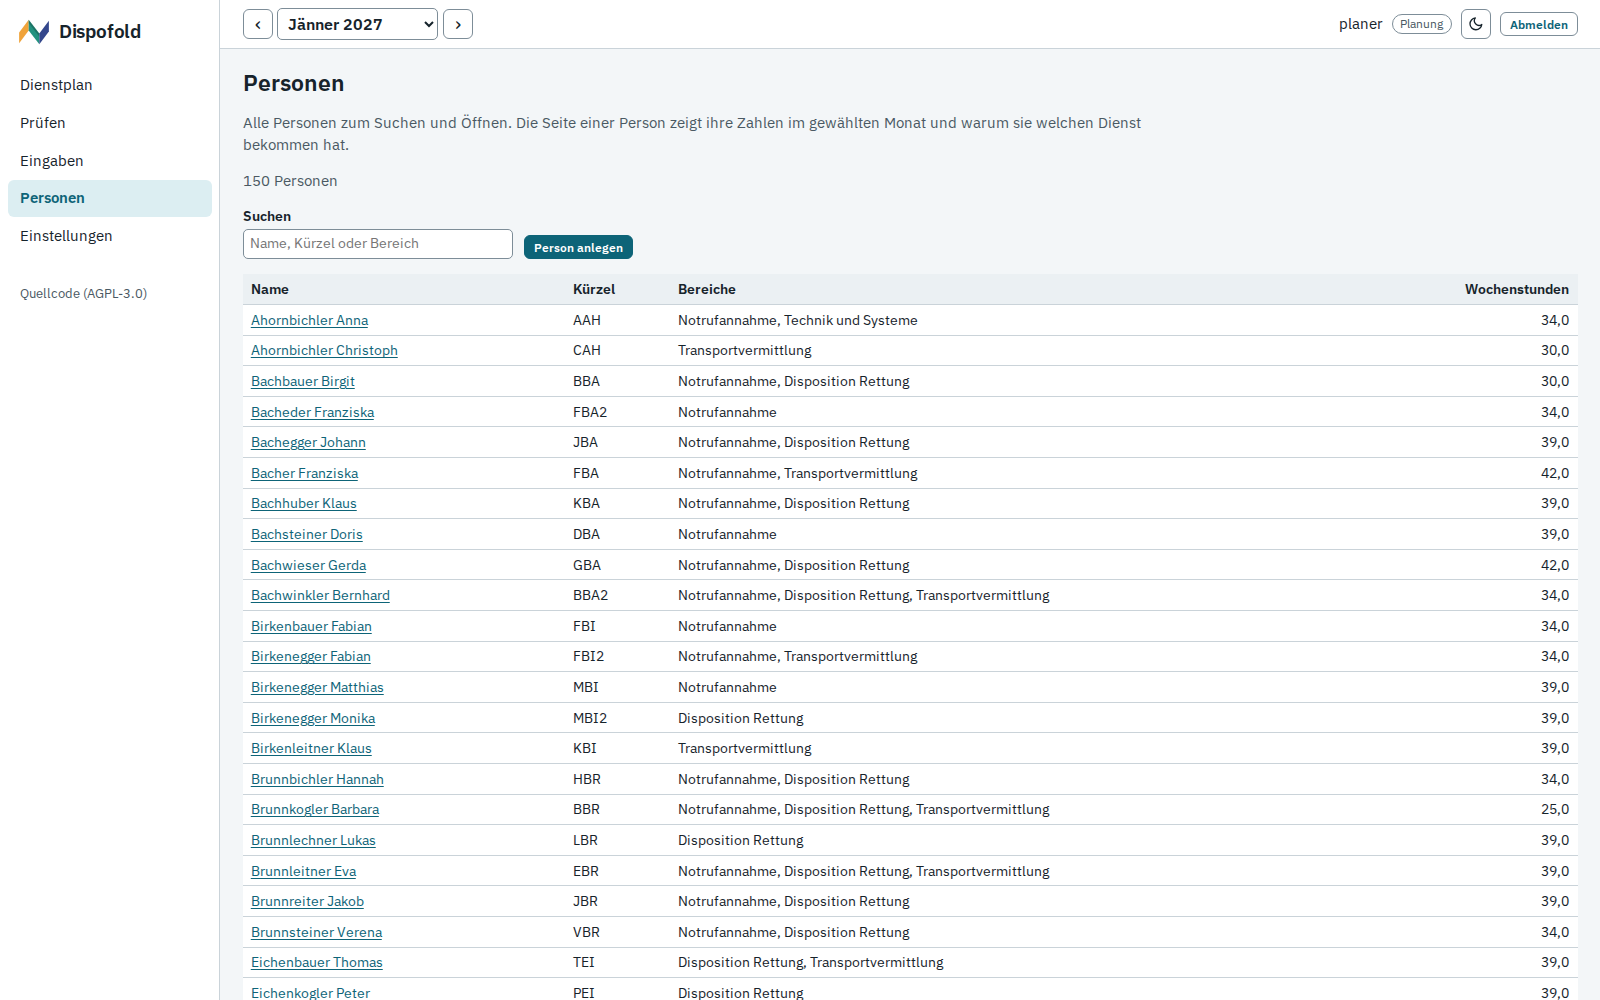 Dispofold
Dienstplan
Prüfen
Eingaben
Personen
Einstellungen
Quellcode (AGPL-3.0)
‹ Jänner 2027 ›
planer Planung Abmelden
Personen
Alle Personen zum Suchen und Öffnen. Die Seite einer Person zeigt ihre Zahlen im gewählten Monat und warum sie welchen Dienst
bekommen hat.
150 Personen
Suchen
Name, Kürzel oder Bereich Person anlegen
Name Kürzel Bereiche Wochenstunden
Ahornbichler Anna AAH Notrufannahme, Technik und Systeme 34,0
Ahornbichler Christoph CAH Transportvermittlung 30,0
Bachbauer Birgit BBA Notrufannahme, Disposition Rettung 30,0
Bacheder Franziska FBA2 Notrufannahme 34,0
Bachegger Johann JBA Notrufannahme, Disposition Rettung 39,0
Bacher Franziska FBA Notrufannahme, Transportvermittlung 42,0
Bachhuber Klaus KBA Notrufannahme, Disposition Rettung 39,0
Bachsteiner Doris DBA Notrufannahme 39,0
Bachwieser Gerda GBA Notrufannahme, Disposition Rettung 42,0
Bachwinkler Bernhard BBA2 Notrufannahme, Disposition Rettung, Transportvermittlung 34,0
Birkenbauer Fabian FBI Notrufannahme 34,0
Birkenegger Fabian FBI2 Notrufannahme, Transportvermittlung 34,0
Birkenegger Matthias MBI Notrufannahme 39,0
Birkenegger Monika MBI2 Disposition Rettung 39,0
Birkenleitner Klaus KBI Transportvermittlung 39,0
Brunnbichler Hannah HBR Notrufannahme, Disposition Rettung 34,0
Brunnkogler Barbara BBR Notrufannahme, Disposition Rettung, Transportvermittlung 25,0
Brunnlechner Lukas LBR Disposition Rettung 39,0
Brunnleitner Eva EBR Notrufannahme, Disposition Rettung, Transportvermittlung 39,0
Brunnreiter Jakob JBR Notrufannahme, Disposition Rettung 39,0
Brunnsteiner Verena VBR Notrufannahme, Disposition Rettung 34,0
Eichenbauer Thomas TEI Disposition Rettung, Transportvermittlung 39,0
Eichenkogler Peter PEI Disposition Rettung 39,0